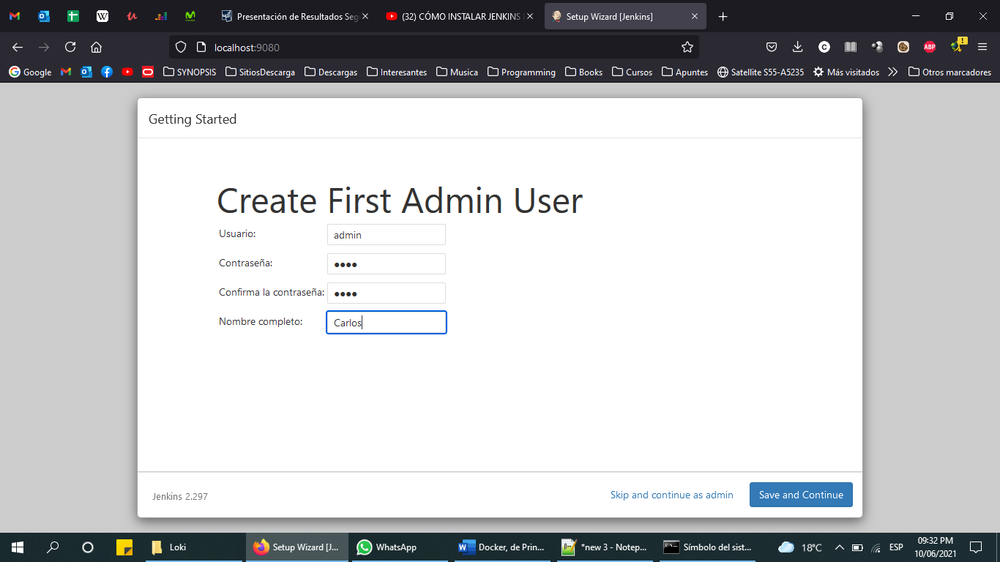 Presentación de Resultados Seg
(32) CÓMO INSTALAR JENKINS
Setup Wizard [Jenkins]
localhost:9080
Google
SYNOPSIS
SitiosDescarga
Descargas
Interesantes
Musica
Programming
Books
Cursos
Apuntes
Satellite S55-A5235
Más visitados
Otros marcadores
Getting Started
Create First Admin User
Usuario: admin
Contraseña: ●●●●
Confirma la contraseña: ●●●●
Nombre completo: Carlos
Jenkins 2.297
Skip and continue as admin
Save and Continue
Loki
Setup Wizard [J...
WhatsApp
Docker, de Prin...
*new 3 - Notep...
Símbolo del sist...
18°C
ESP
09:32 PM
10/06/2021